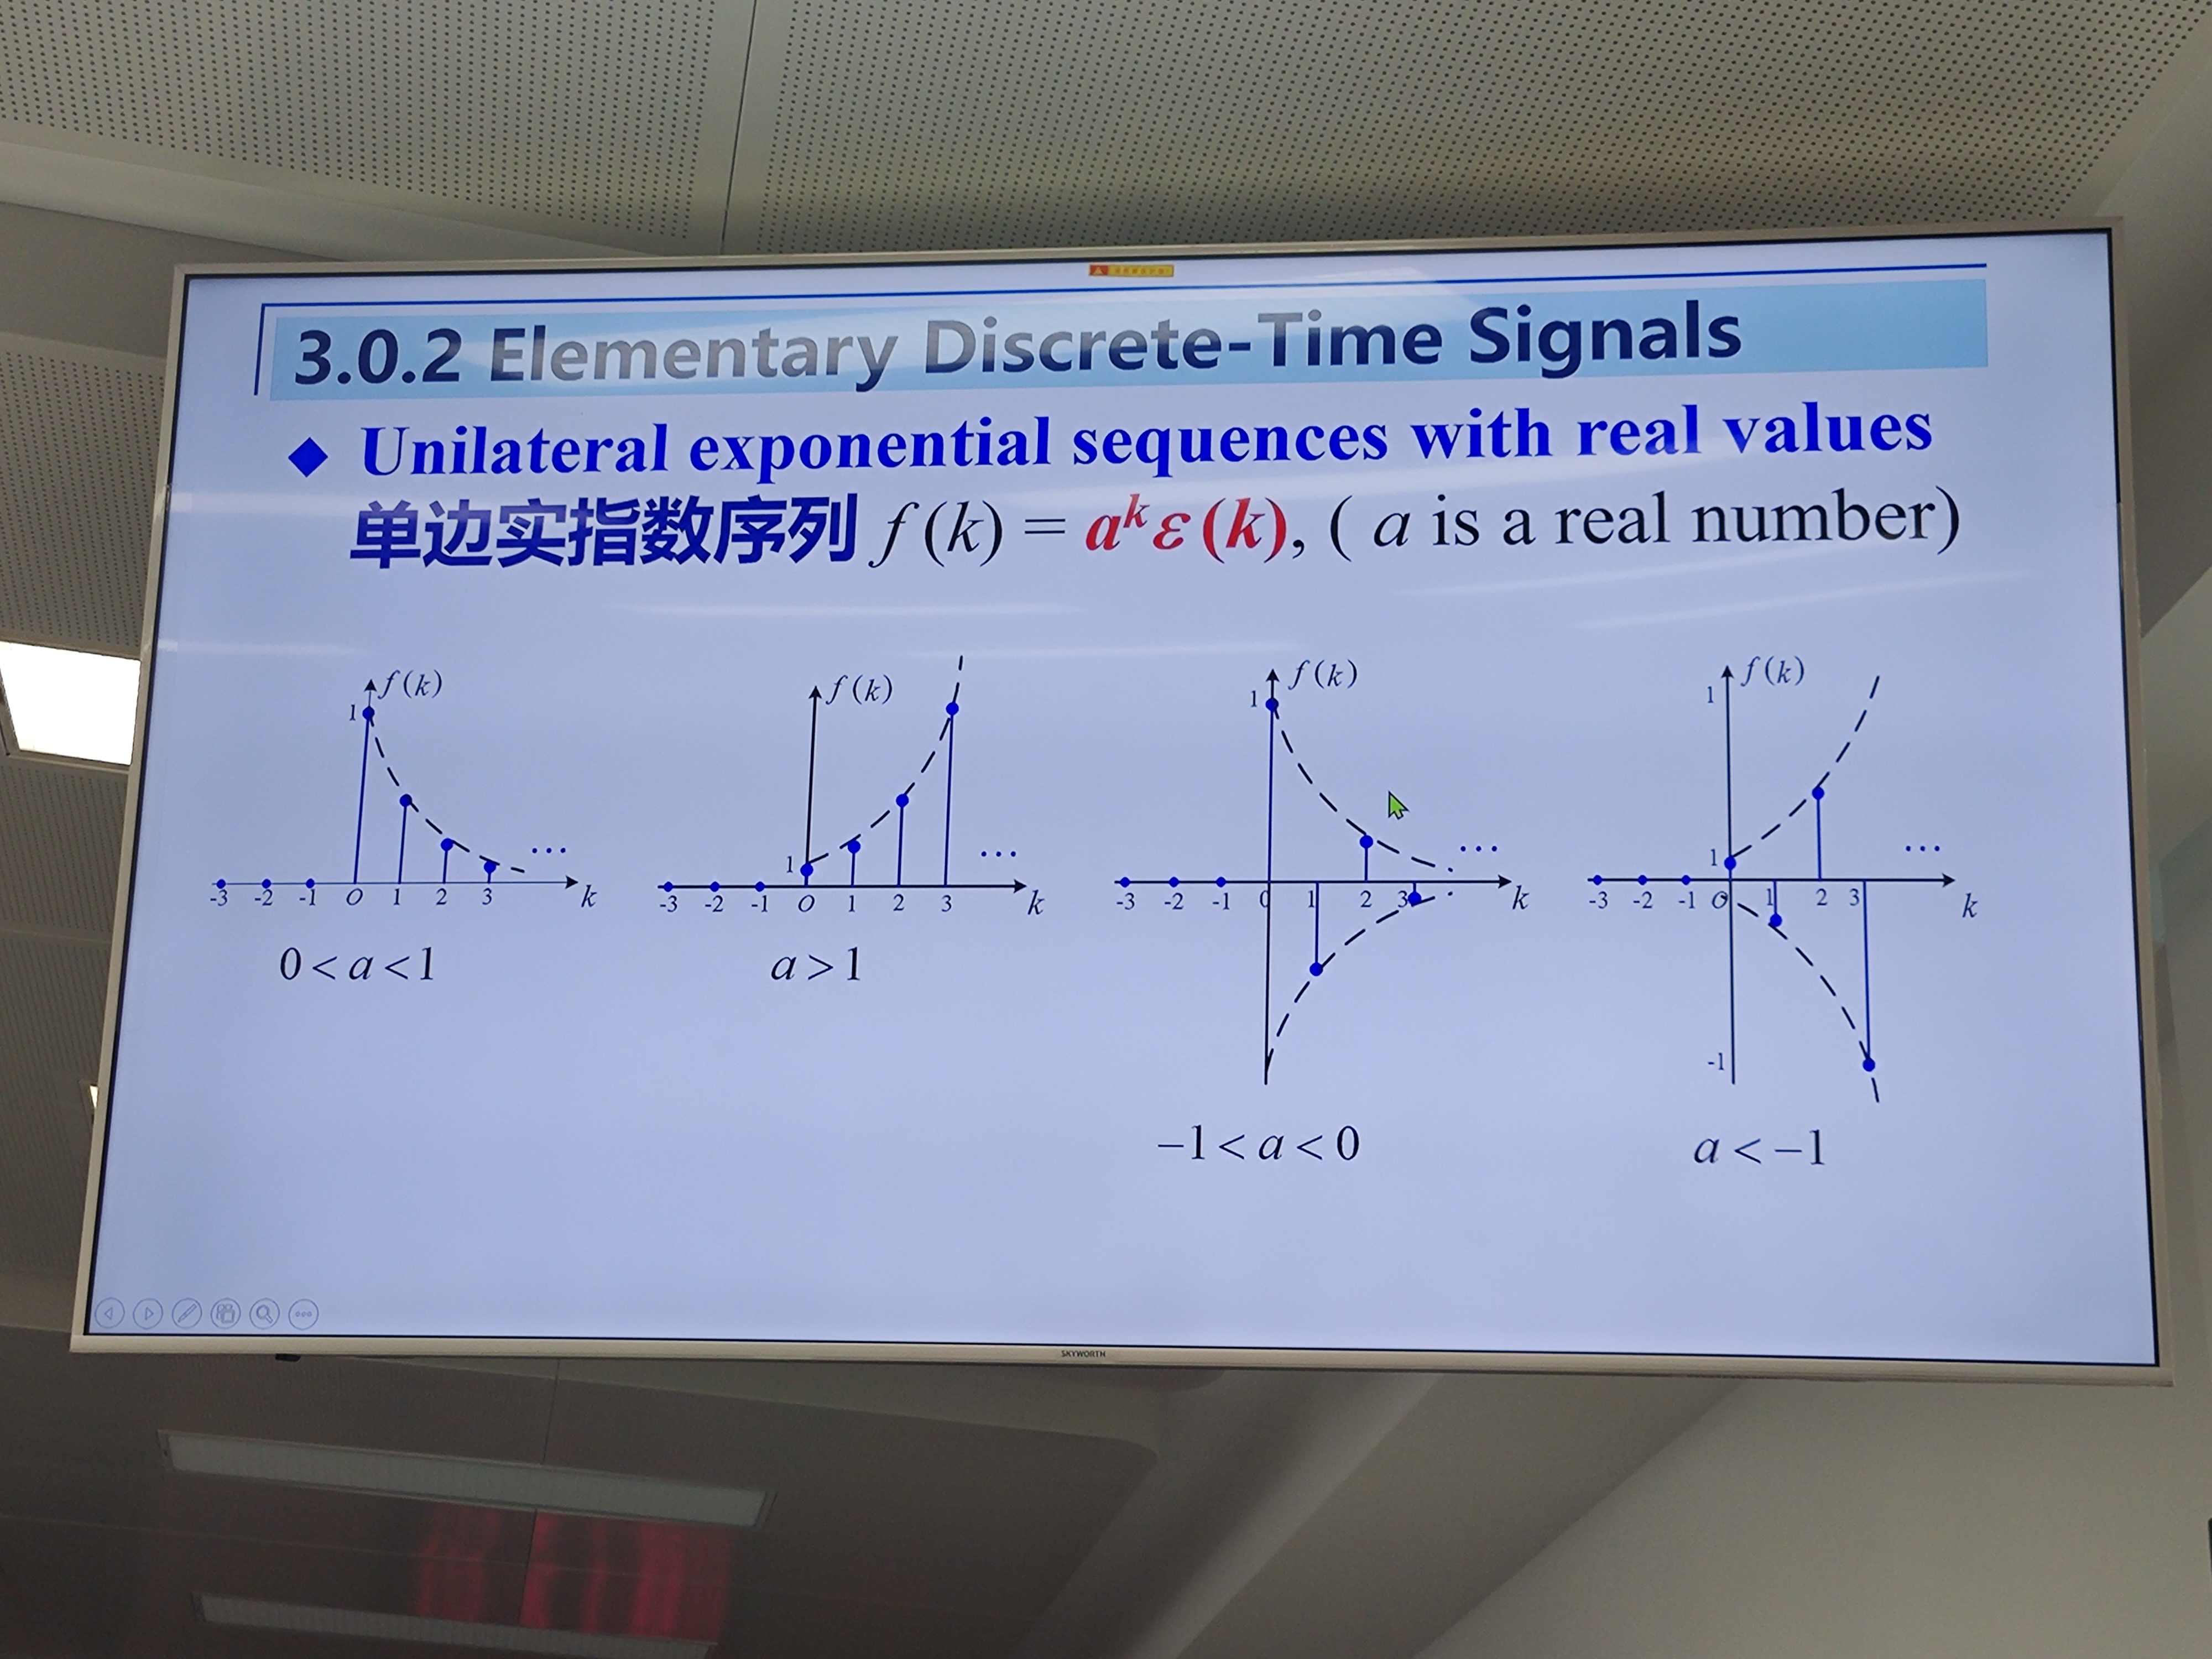 3.0.2 Elementary Discrete-Time Signals
◆ Unilateral exponential sequences with real values
单边实指数序列 f(k) = aᵏε(k), ( a is a real number)
f(k)
1
-3 -2 -1 O 1 2 3 k
...
0 < a < 1
f(k)
1
-3 -2 -1 O 1 2 3 k
...
a > 1
f(k)
1
...
-3 -2 -1 0 1 2 3 k
−1 < a < 0
f(k)
1
1
...
-3 -2 -1 O 1 2 3 k
-1
a < −1
SKYWORTH